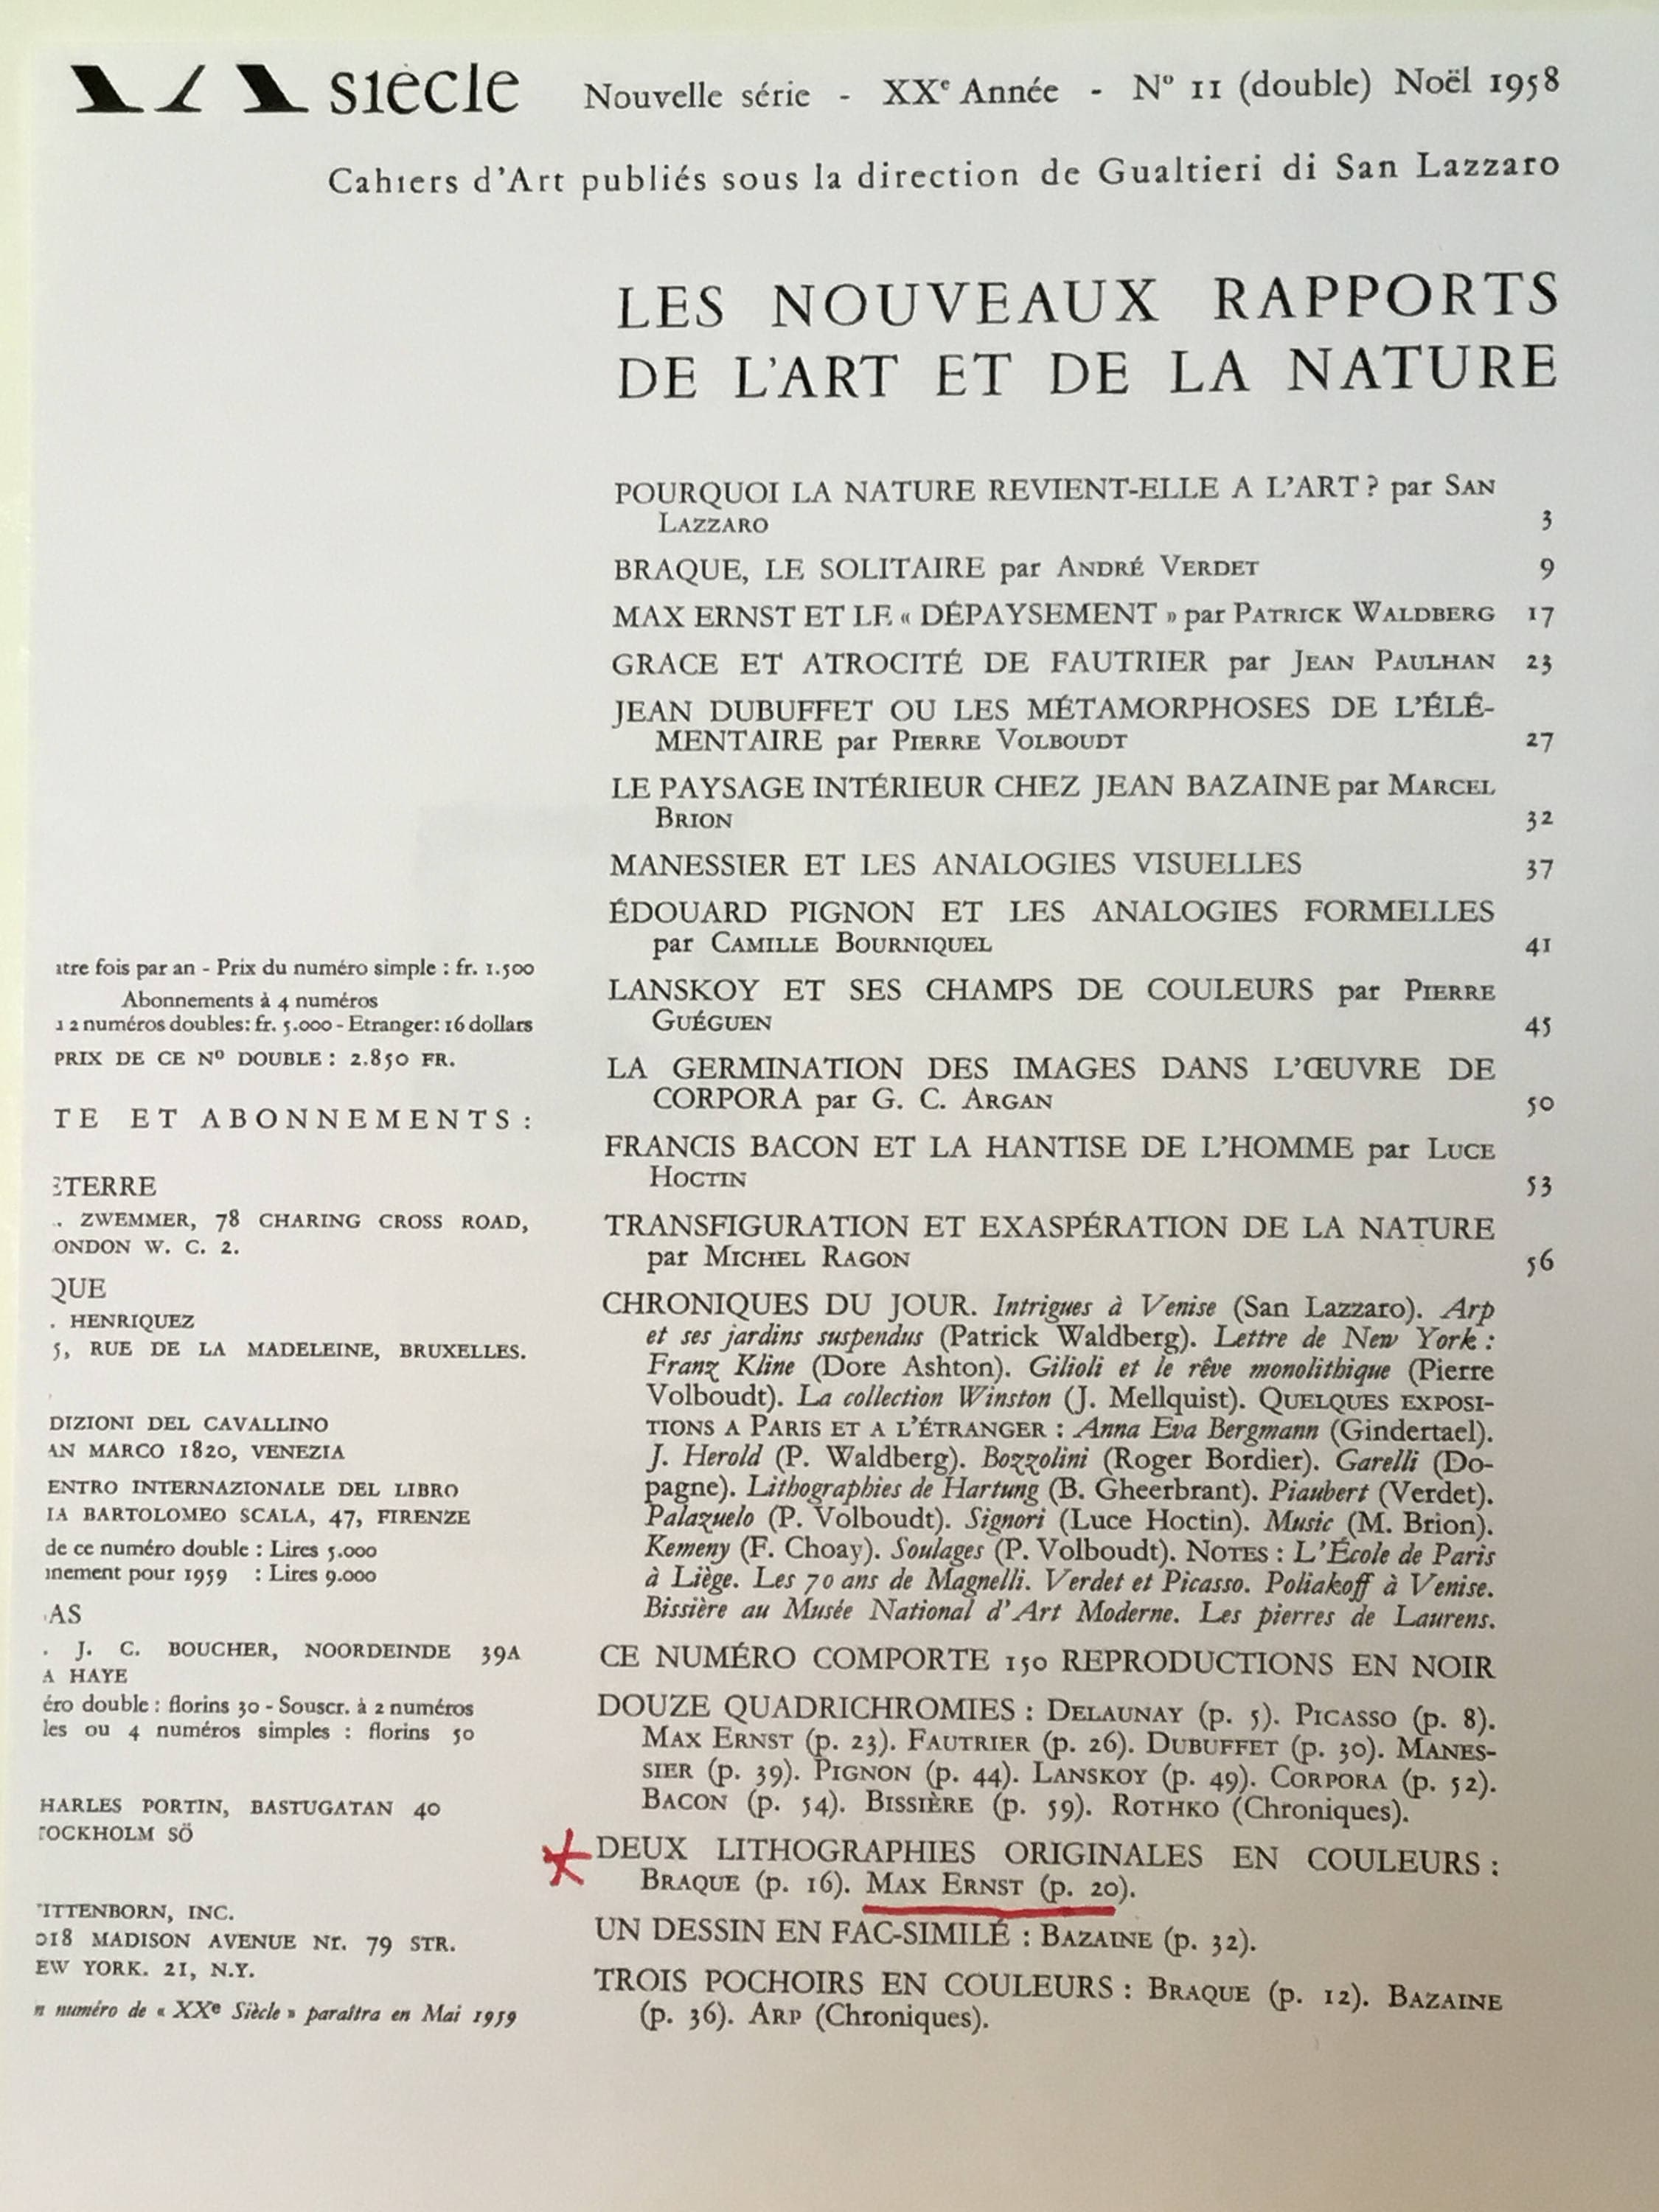 siècle Nouvelle série - XXe Année - No 11 (double) Noël 1958
Cahiers d'Art publiés sous la direction de Gualtieri di San Lazzaro
LES NOUVEAUX RAPPORTS
DE L'ART ET DE LA NATURE
POURQUOI LA NATURE REVIENT-ELLE A L'ART ? par SAN
LAZZARO 3
BRAQUE, LE SOLITAIRE par ANDRÉ VERDET 9
MAX ERNST ET LE « DÉPAYSEMENT » par PATRICK WALDBERG 17
GRACE ET ATROCITÉ DE FAUTRIER par JEAN PAULHAN 23
JEAN DUBUFFET OU LES MÉTAMORPHOSES DE L'ÉLÉ-
MENTAIRE par PIERRE VOLBOUDT 27
LE PAYSAGE INTÉRIEUR CHEZ JEAN BAZAINE par MARCEL
BRION 32
MANESSIER ET LES ANALOGIES VISUELLES 37
ÉDOUARD PIGNON ET LES ANALOGIES FORMELLES
par CAMILLE BOURNIQUEL 41
LANSKOY ET SES CHAMPS DE COULEURS par PIERRE
GUÉGUEN 45
LA GERMINATION DES IMAGES DANS L'ŒUVRE DE
CORPORA par G. C. ARGAN 50
FRANCIS BACON ET LA HANTISE DE L'HOMME par LUCE
HOCTIN 53
TRANSFIGURATION ET EXASPÉRATION DE LA NATURE
par MICHEL RAGON 56
CHRONIQUES DU JOUR. Intrigues à Venise (San Lazzaro). Arp
et ses jardins suspendus (Patrick Waldberg). Lettre de New York :
Franz Kline (Dore Ashton). Gilioli et le rêve monolithique (Pierre
Volboudt). La collection Winston (J. Mellquist). QUELQUES EXPOSI-
TIONS A PARIS ET A L'ÉTRANGER : Anna Eva Bergmann (Gindertael).
J. Herold (P. Waldberg). Bozzolini (Roger Bordier). Garelli (Do-
pagne). Lithographies de Hartung (B. Gheerbrant). Piaubert (Verdet).
Palazuelo (P. Volboudt). Signori (Luce Hoctin). Music (M. Brion).
Kemeny (F. Choay). Soulages (P. Volboudt). NOTES : L'École de Paris
à Liège. Les 70 ans de Magnelli. Verdet et Picasso. Poliakoff à Venise.
Bissière au Musée National d'Art Moderne. Les pierres de Laurens.
CE NUMÉRO COMPORTE 150 REPRODUCTIONS EN NOIR
DOUZE QUADRICHROMIES : DELAUNAY (p. 5). PICASSO (p. 8).
MAX ERNST (p. 23). FAUTRIER (p. 26). DUBUFFET (p. 30). MANES-
SIER (p. 39). PIGNON (p. 44). LANSKOY (p. 49). CORPORA (p. 52).
BACON (p. 54). BISSIÈRE (p. 59). ROTHKO (Chroniques).
DEUX LITHOGRAPHIES ORIGINALES EN COULEURS :
BRAQUE (p. 16). MAX ERNST (p. 20).
UN DESSIN EN FAC-SIMILÉ : BAZAINE (p. 32).
TROIS POCHOIRS EN COULEURS : BRAQUE (p. 12). BAZAINE
(p. 36). ARP (Chroniques).
tre fois par an - Prix du numéro simple : fr. 1.500
Abonnements à 4 numéros
2 numéros doubles: fr. 5.000 - Etranger: 16 dollars
PRIX DE CE No DOUBLE : 2.850 FR.
TE ET ABONNEMENTS :
ETERRE
. ZWEMMER, 78 CHARING CROSS ROAD,
ONDON W. C. 2.
QUE
. HENRIQUEZ
5, RUE DE LA MADELEINE, BRUXELLES.
DIZIONI DEL CAVALLINO
AN MARCO 1820, VENEZIA
ENTRO INTERNAZIONALE DEL LIBRO
IA BARTOLOMEO SCALA, 47, FIRENZE
de ce numéro double : Lires 5.000
nement pour 1959 : Lires 9.000
AS
. J. C. BOUCHER, NOORDEINDE 39A
A HAYE
éro double : florins 30 - Souscr. à 2 numéros
les ou 4 numéros simples : florins 50
HARLES PORTIN, BASTUGATAN 40
TOCKHOLM SÖ
ITTENBORN, INC.
018 MADISON AVENUE Nr. 79 STR.
EW YORK. 21, N.Y.
n numéro de « XXe Siècle » paraîtra en Mai 1959